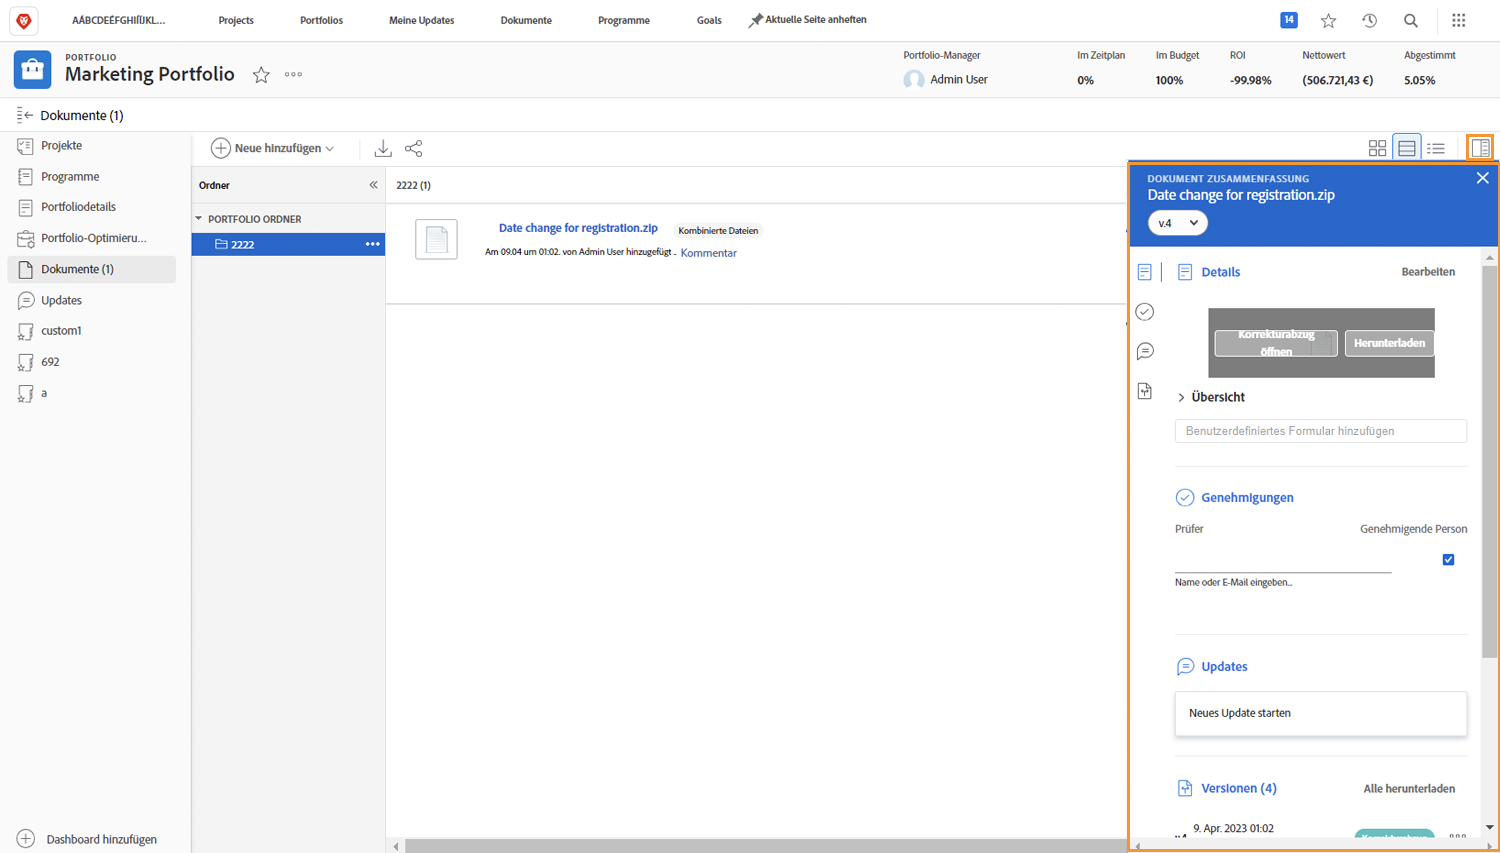 AÁBCDEÉFGHIÍÏJKL...
Projects
Portfolios
Meine Updates
Dokumente
Programme
Goals
Aktuelle Seite anheften
14
PORTFOLIO
Marketing Portfolio
Portfolio-Manager
Admin User
Im Zeitplan
0%
Im Budget
100%
ROI
-99.98%
Nettowert
(506.721,43 €)
Abgestimmt
5.05%
Dokumente (1)
Projekte
Programme
Portfoliodetails
Portfolio-Optimieru...
Dokumente (1)
Updates
custom1
692
a
Dashboard hinzufügen
Neue hinzufügen
Ordner
PORTFOLIO ORDNER
2222
2222 (1)
Date change for registration.zip
Kombinierte Dateien
Am 09.04 um 01:02. von Admin User hinzugefügt .
Kommentar
DOKUMENT ZUSAMMENFASSUNG
Date change for registration.zip
v.4
Details
Bearbeiten
Korrekturabzug
öffnen
Herunterladen
Übersicht
Benutzerdefiniertes Formular hinzufügen
Genehmigungen
Prüfer
Genehmigende Person
Name oder E-Mail eingeben...
Updates
Neues Update starten
Versionen (4)
Alle herunterladen
9. Apr. 2023 01:02